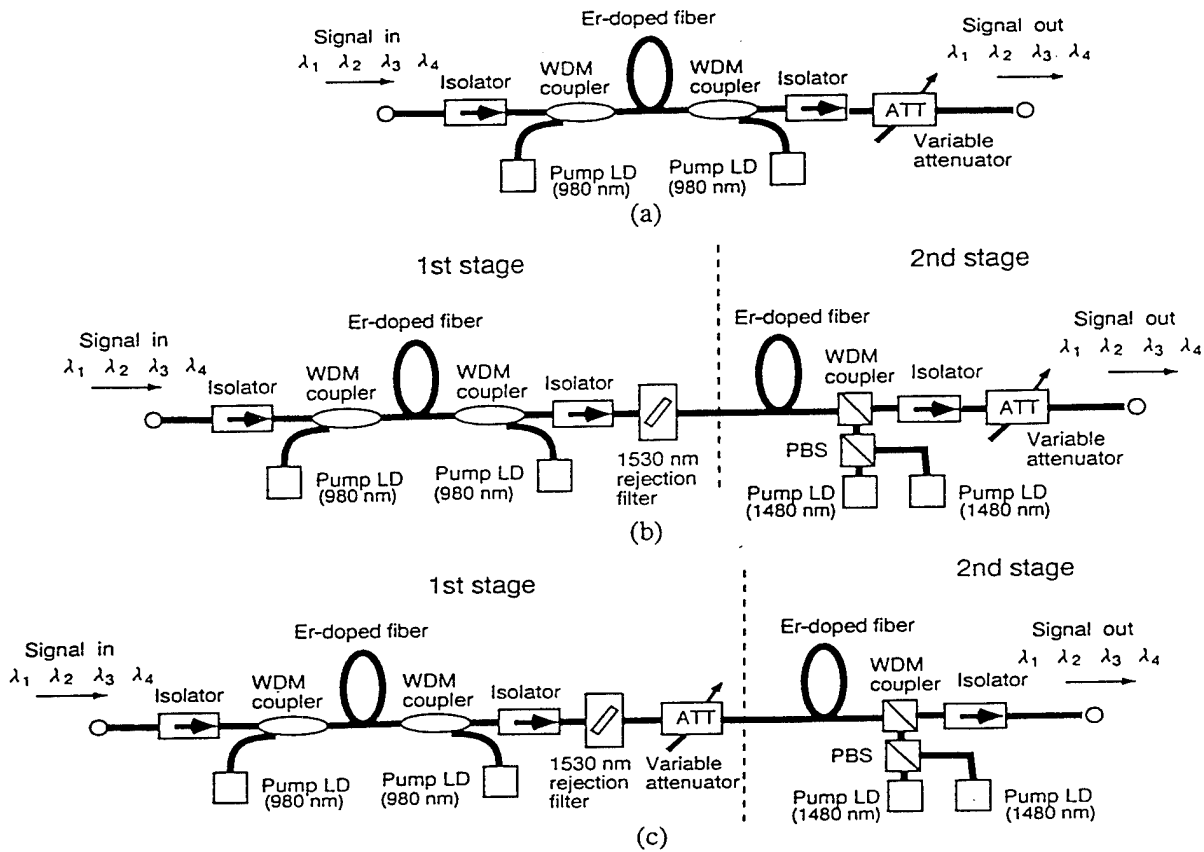 Er-doped fiber
Signal in
Signal out
λ1 λ2 λ3 λ4
λ1 λ2 λ3 λ4
Isolator
WDM
coupler
WDM
coupler
Isolator
ATT
Variable
attenuator
Pump LD
(980 nm)
Pump LD
(980 nm)
(a)
1st stage
2nd stage
Er-doped fiber
Er-doped fiber
Signal in
Signal out
λ1 λ2 λ3 λ4
λ1 λ2 λ3 λ4
Isolator
WDM
coupler
WDM
coupler
Isolator
WDM
coupler
Isolator
ATT
PBS
Variable
attenuator
Pump LD
(980 nm)
Pump LD
(980 nm)
1530 nm
rejection
filter
Pump LD
(1480 nm)
Pump LD
(1480 nm)
(b)
1st stage
2nd stage
Er-doped fiber
Er-doped fiber
Signal in
Signal out
λ1 λ2 λ3 λ4
λ1 λ2 λ3 λ4
Isolator
WDM
coupler
WDM
coupler
Isolator
ATT
WDM
coupler
Isolator
PBS
Pump LD
(980 nm)
Pump LD
(980 nm)
1530 nm
rejection
filter
Variable
attenuator
Pump LD
(1480 nm)
Pump LD
(1480 nm)
(c)